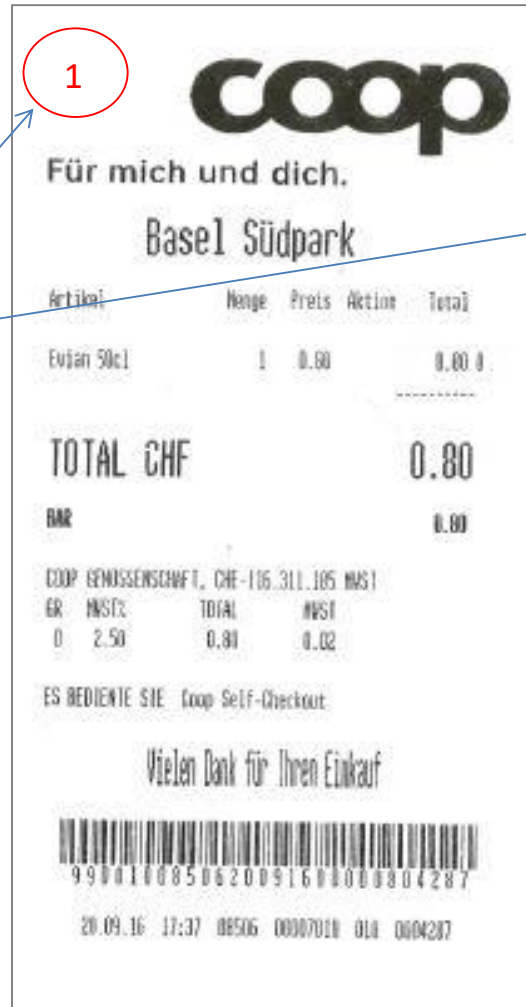 1
coop
Für mich und dich.
Basel Südpark
Artikel Menge Preis Aktion Total
Evian 50cl 1 0.80 0.80 0
----------
TOTAL CHF 0.80
BAR 0.80
COOP GENOSSENSCHAFT, CHE-116.311.185 MWST
GR MWST% TOTAL MWST
0 2.50 0.80 0.02
ES BEDIENTE SIE Coop Self-Checkout
Vielen Dank für Ihren Einkauf
20.09.16 17:37 08506 00007010 010 0604287